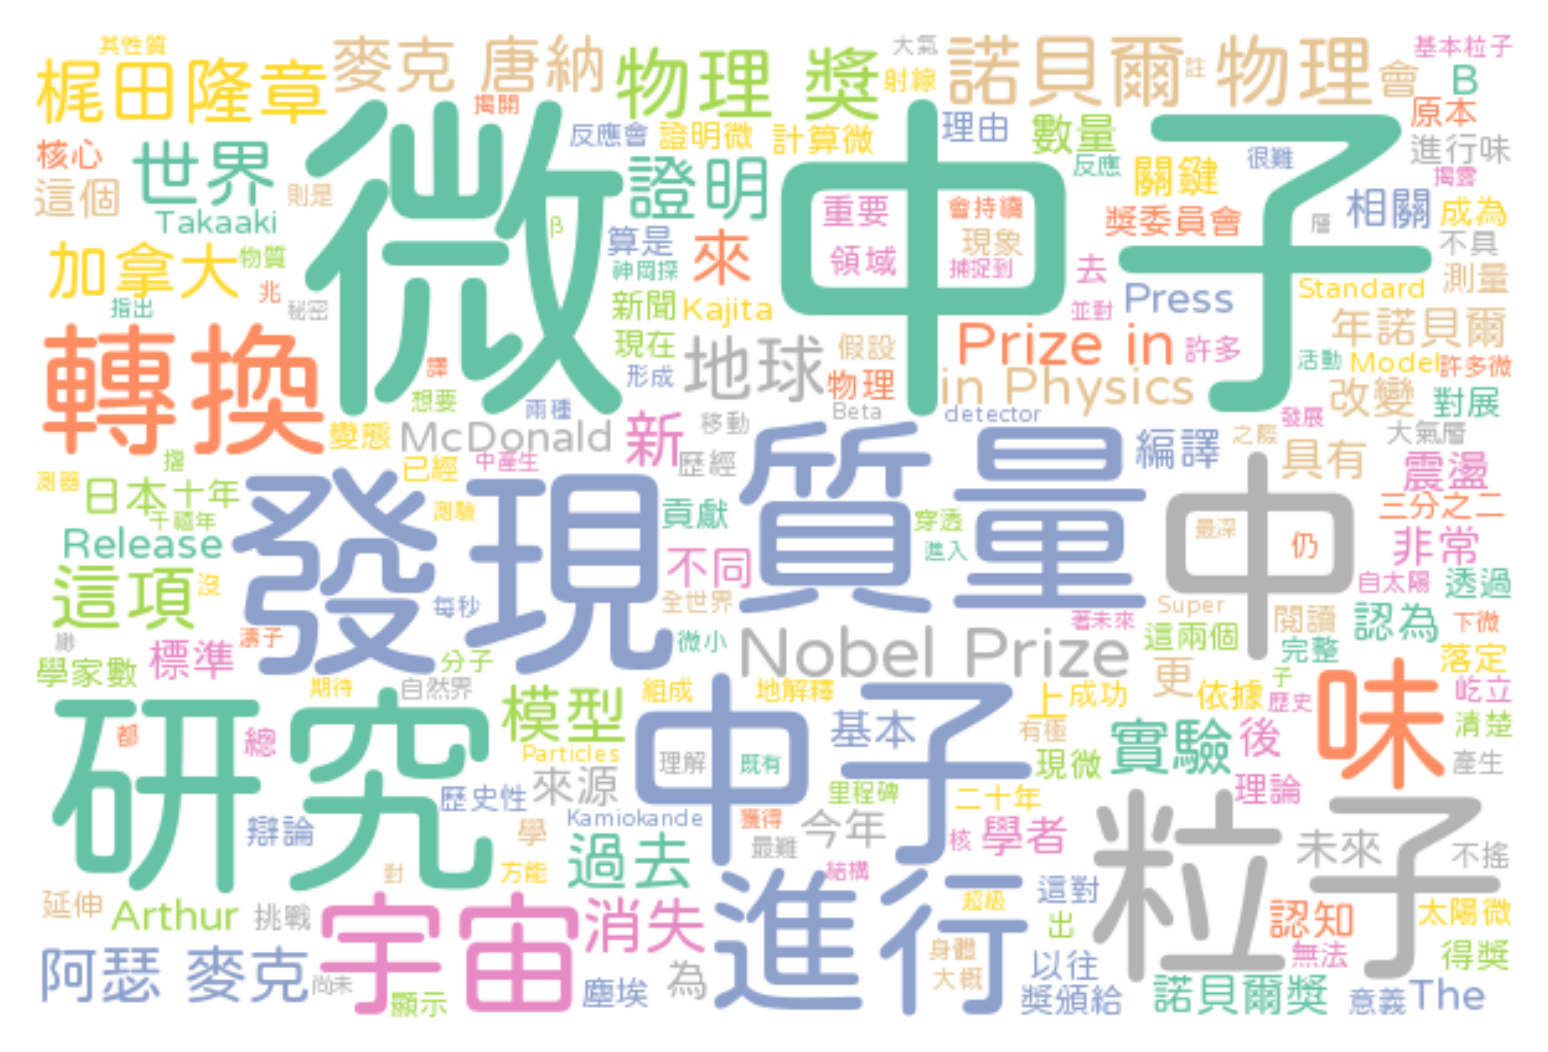 其性質
麥克 唐納
物理 獎
大氣
諾貝爾物理
註
會
基本粒子
梶田隆章
揭開
射線
B
原本
核心
世界
反應會
證明微
計算微
理由
數量
很難
進行味
這個
則是
微中子
證明
反應
關鍵
揭露
Takaaki
β
重要
會持續
獎委員會
層
相關
成為
加拿大
物質
算是
來
領域
現象
捕捉到
去
不具
兆
神岡探
測量
指出
秘密
新聞
Kajita
並對
Press
Standard
轉換
譯
現在
地球
假設
Prize in
許多
年諾貝爾
形成
物理
in Physics
活動
Model
許多微
想要
兩種
Beta
detector
發展
改變
對展
變態
McDonald
新
移動
編譯
之際
大氣層
已經
中產生
歷經
質量
中
具有
震盪
測器
日本
十年
發現
測驗
貢獻
穿透
最深
仍
三分之二
千禧年
Release
不同
進入
非常
這項
沒
每秒
全世界
Super
自太陽
透過
濤子
微小
Nobel Prize
著未來
這兩個
閱讀
認為
下微
學家數
標準
分子
完整
落定
期待
自然界
模型
組成
地解釋
上
成功
更
依據
子
歷史
味
屹立
研究
都
總
Particles
中子
基本
有極
現微
實驗
後
清楚
來源
理解
既有
產生
歷史性
里程碑
二十年
理論
辯論
學
Kamiokande
獲得
今年
粒子
未來
過去
最難
核
學者
不搖
對
方能
結構
延伸
Arthur
挑戰
宇宙
消失
進行
超級
這對
認知
太陽微
出
阿瑟 麥克
尚未
身體
無法
得獎
顯示
塵埃
為
大概
以往
獎頒給
諾貝爾獎
意義
The